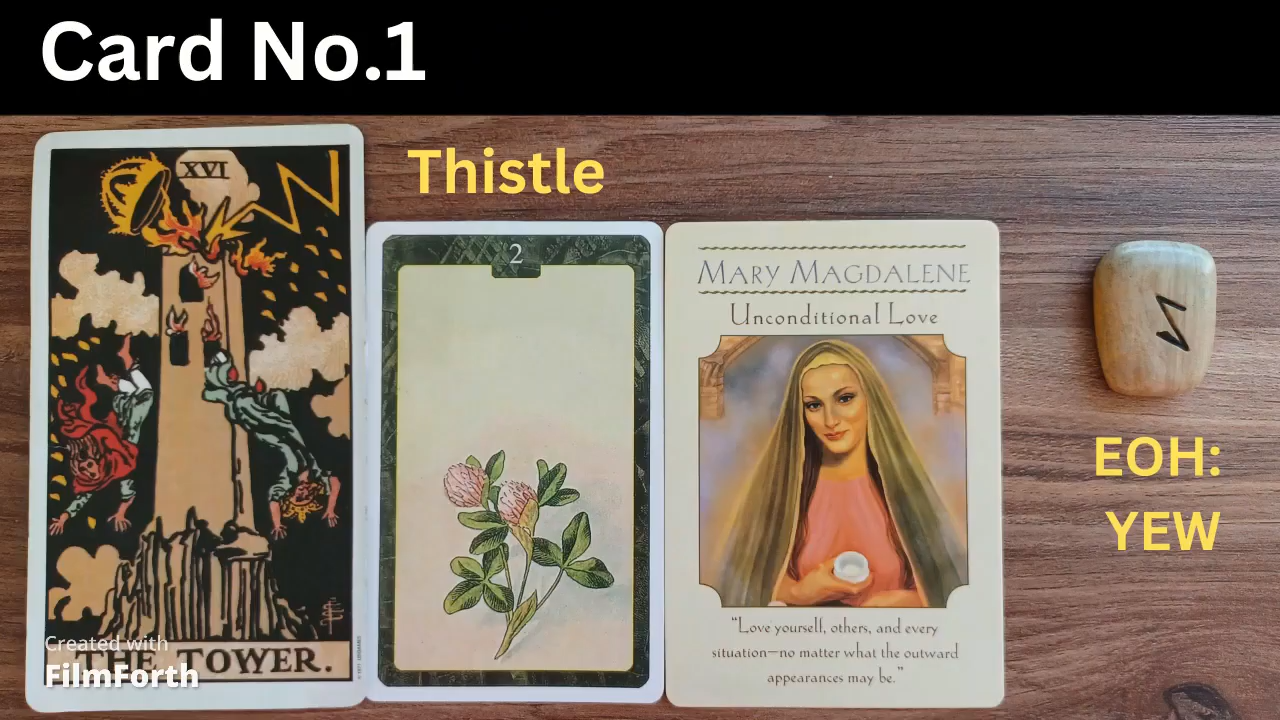 Card No.1
XVI
THE TOWER.
Thistle
2
MARY MAGDALENE
Unconditional Love
"Love yourself, others, and every
situation—no matter what the outward
appearances may be."
EOH:
YEW
Created with
FilmForth